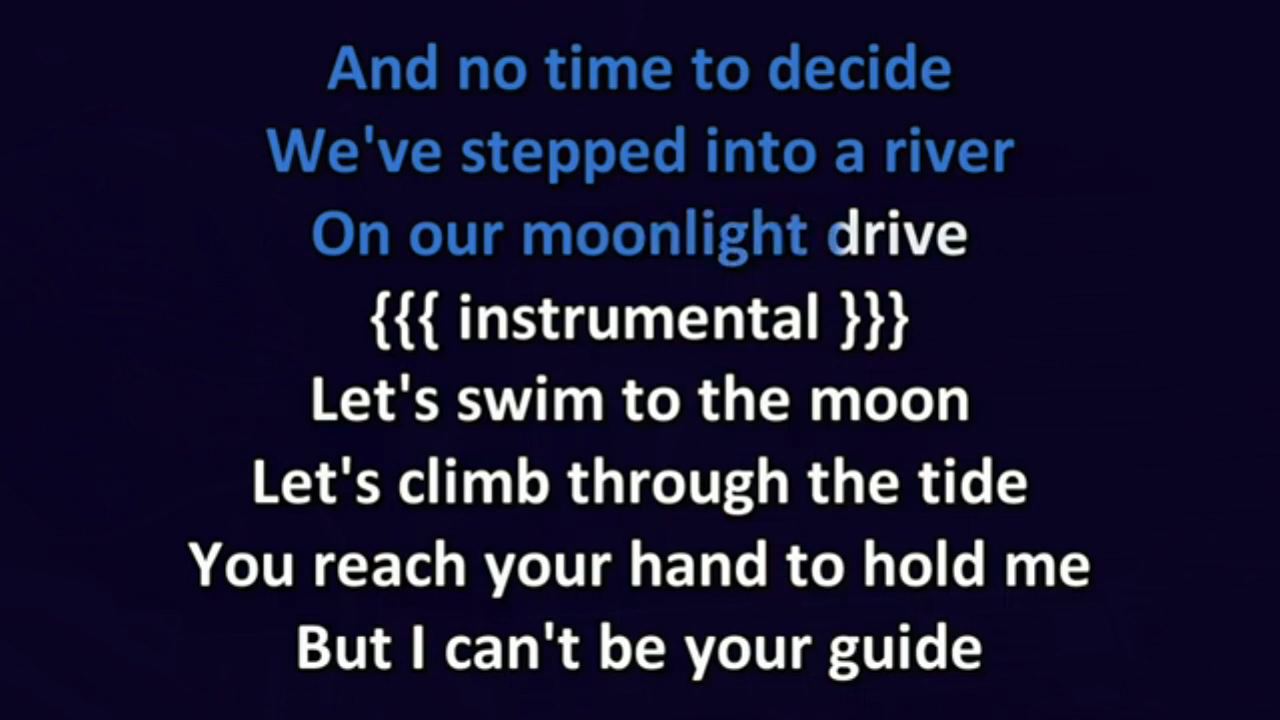 And no time to decide
We've stepped into a river
On our moonlight drive
{{{ instrumental }}}
Let's swim to the moon
Let's climb through the tide
You reach your hand to hold me
But I can't be your guide